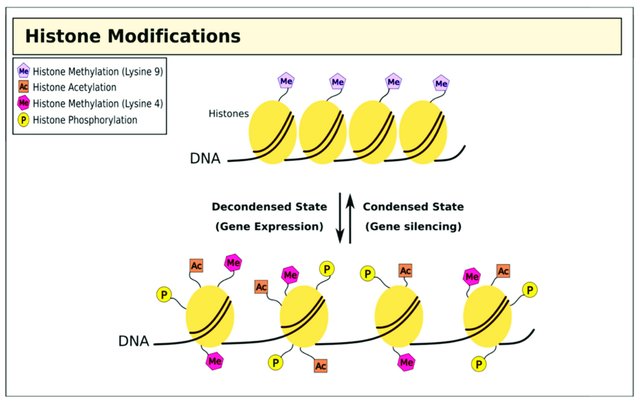 Histone Modifications
Me Histone Methylation (Lysine 9)
Ac Histone Acetylation
Me Histone Methylation (Lysine 4)
P Histone Phosphorylation
Me Me Me Me
Histones
DNA
Decondensed State
(Gene Expression)
Condensed State
(Gene silencing)
Ac Me Me P P Ac Me Ac
P Ac P
DNA
Me P Ac Me P